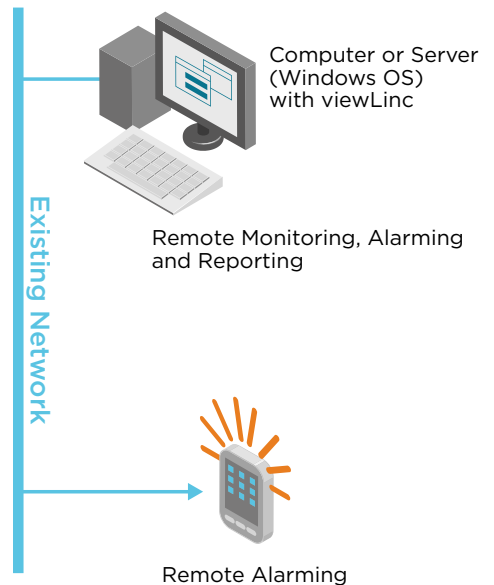 Computer or Server
(Windows OS)
with viewLinc
Remote Monitoring, Alarming
and Reporting
Existing Network
Remote Alarming